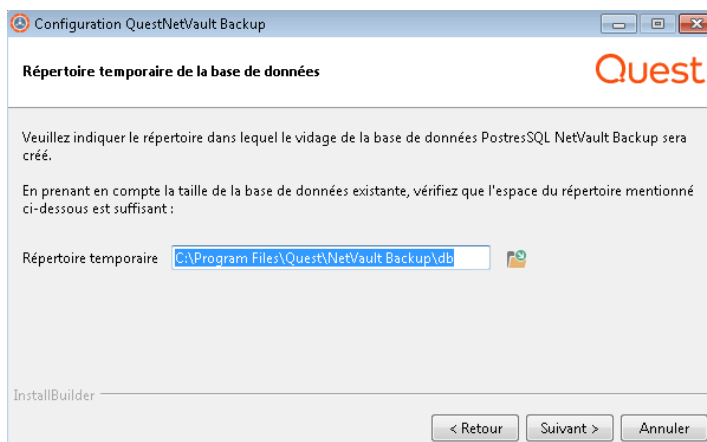 Configuration QuestNetVault Backup
Répertoire temporaire de la base de données
Quest
Veuillez indiquer le répertoire dans lequel le vidage de la base de données PostresSQL NetVault Backup sera
créé.
En prenant en compte la taille de la base de données existante, vérifiez que l'espace du répertoire mentionné
ci-dessous est suffisant :
Répertoire temporaire C:\Program Files\Quest\NetVault Backup\db
InstallBuilder
< Retour Suivant > Annuler